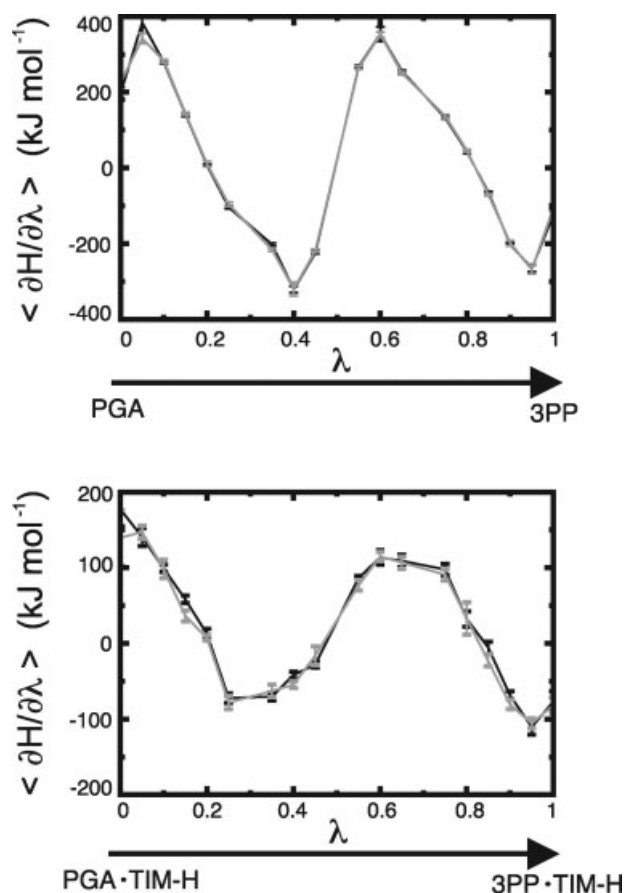 400
200
0
-200
-400
< ∂H/∂λ > (kJ mol⁻¹)
0 0.2 0.4 0.6 0.8 1
λ
PGA 3PP
200
100
0
-100
-200
< ∂H/∂λ > (kJ mol⁻¹)
0 0.2 0.4 0.6 0.8 1
λ
PGA·TIM-H 3PP·TIM-H